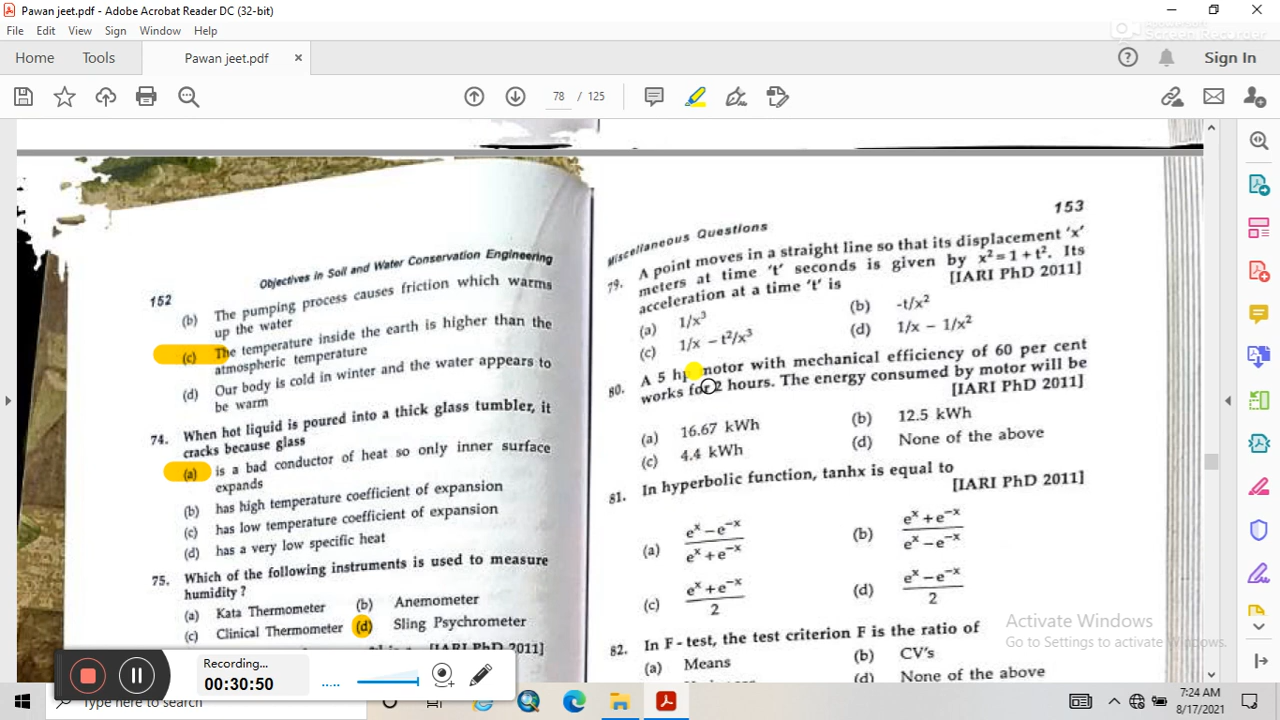 Pawan jeet.pdf - Adobe Acrobat Reader DC (32-bit)
File Edit View Sign Window Help
Screen Recorder
Home Tools Pawan jeet.pdf × Sign In
78 / 125
152
Objectives in Soil and Water Conservation Engineering
(b) The pumping process causes friction which warms
up the water
(c) The temperature inside the earth is higher than the
atmospheric temperature
(d) Our body is cold in winter and the water appears to
be warm
74. When hot liquid is poured into a thick glass tumbler, it
cracks because glass
(a) is a bad conductor of heat so only inner surface
expands
(b) has high temperature coefficient of expansion
(c) has low temperature coefficient of expansion
(d) has a very low specific heat
75. Which of the following instruments is used to measure
humidity ?
(a) Kata Thermometer (b) Anemometer
(c) Clinical Thermometer (d) Sling Psychrometer
[IARI PhD 2011]
153
Miscellaneous Questions
79. A point moves in a straight line so that its displacement 'x'
meters at time 't' seconds is given by x²=1+t². Its
acceleration at a time 't' is [IARI PhD 2011]
(a) 1/x³ (b) -t/x²
(c) 1/x – t²/x³ (d) 1/x – 1/x²
80. A 5 hp motor with mechanical efficiency of 60 per cent
works for 2 hours. The energy consumed by motor will be
[IARI PhD 2011]
(a) 16.67 kWh (b) 12.5 kWh
(c) 4.4 kWh (d) None of the above
81. In hyperbolic function, tanhx is equal to
[IARI PhD 2011]
(a) eˣ – e⁻ˣ / eˣ + e⁻ˣ (b) eˣ + e⁻ˣ / eˣ – e⁻ˣ
(c) eˣ + e⁻ˣ / 2 (d) eˣ – e⁻ˣ / 2
82. In F - test, the test criterion F is the ratio of
(a) Means (b) CV's
(d) None of the above
Activate Windows
Go to Settings to activate Windows.
Recording...
00:30:50
Type here to search
7:24 AM
8/17/2021